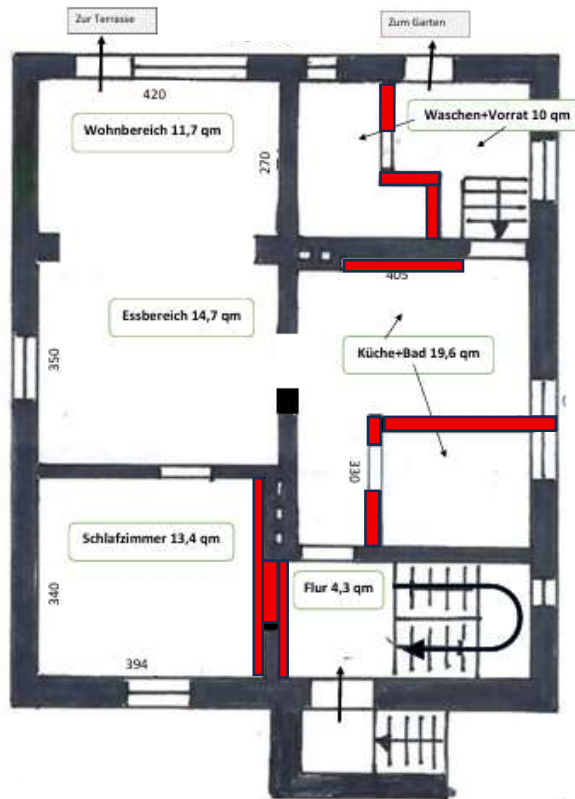 Zur Terrasse
Zum Garten
420
Wohnbereich 11,7 qm
Waschen+Vorrat 10 qm
270
405
Essbereich 14,7 qm
350
Küche+Bad 19,6 qm
330
Schlafzimmer 13,4 qm
Flur 4,3 qm
340
394